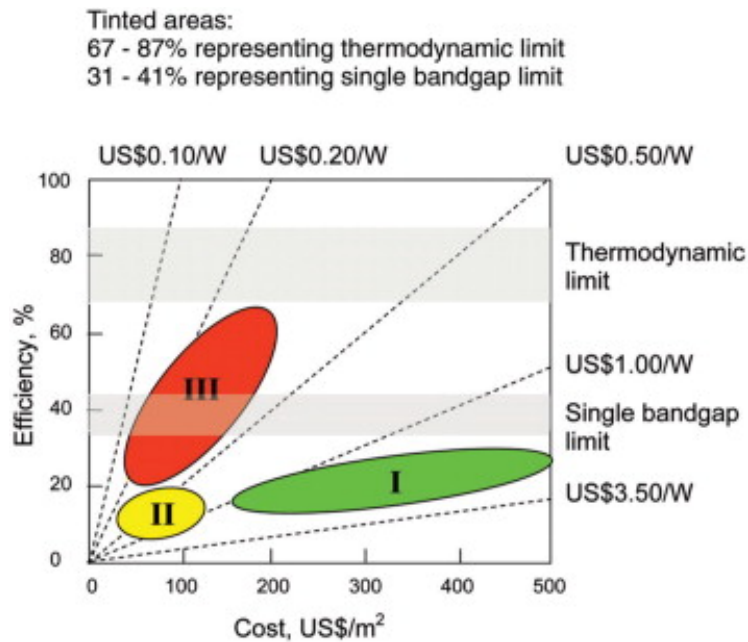 Tinted areas:
67 - 87% representing thermodynamic limit
31 - 41% representing single bandgap limit
US$0.10/W
US$0.20/W
US$0.50/W
100
80
60
40
20
0
Efficiency, %
Thermodynamic
limit
US$1.00/W
Single bandgap
limit
US$3.50/W
III
II
I
0
100
200
300
400
500
Cost, US$/m²